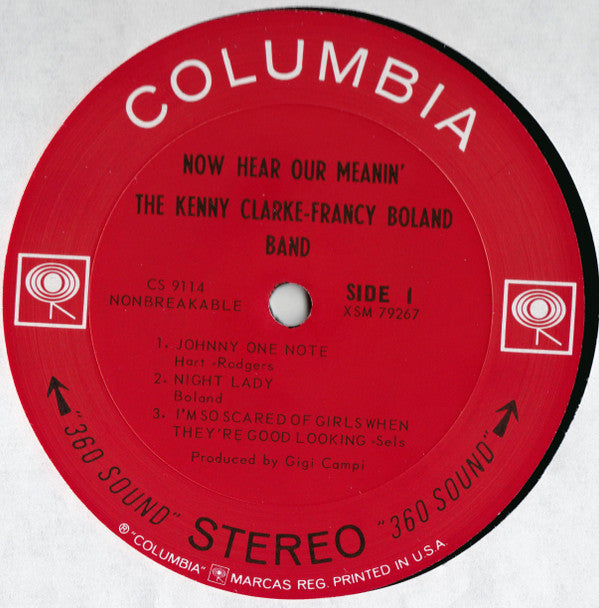 COLUMBIA
NOW HEAR OUR MEANIN'
THE KENNY CLARKE-FRANCY BOLAND
BAND
CS 9114
NONBREAKABLE
SIDE 1
XSM 79267
1. JOHNNY ONE NOTE
Hart -Rodgers
2. NIGHT LADY
Boland
3. I'M SO SCARED OF GIRLS WHEN
THEY'RE GOOD LOOKING -Sels
Produced by Gigi Campi
"360 SOUND" STEREO "360 SOUND"
® "COLUMBIA" MARCAS REG. PRINTED IN U.S.A.